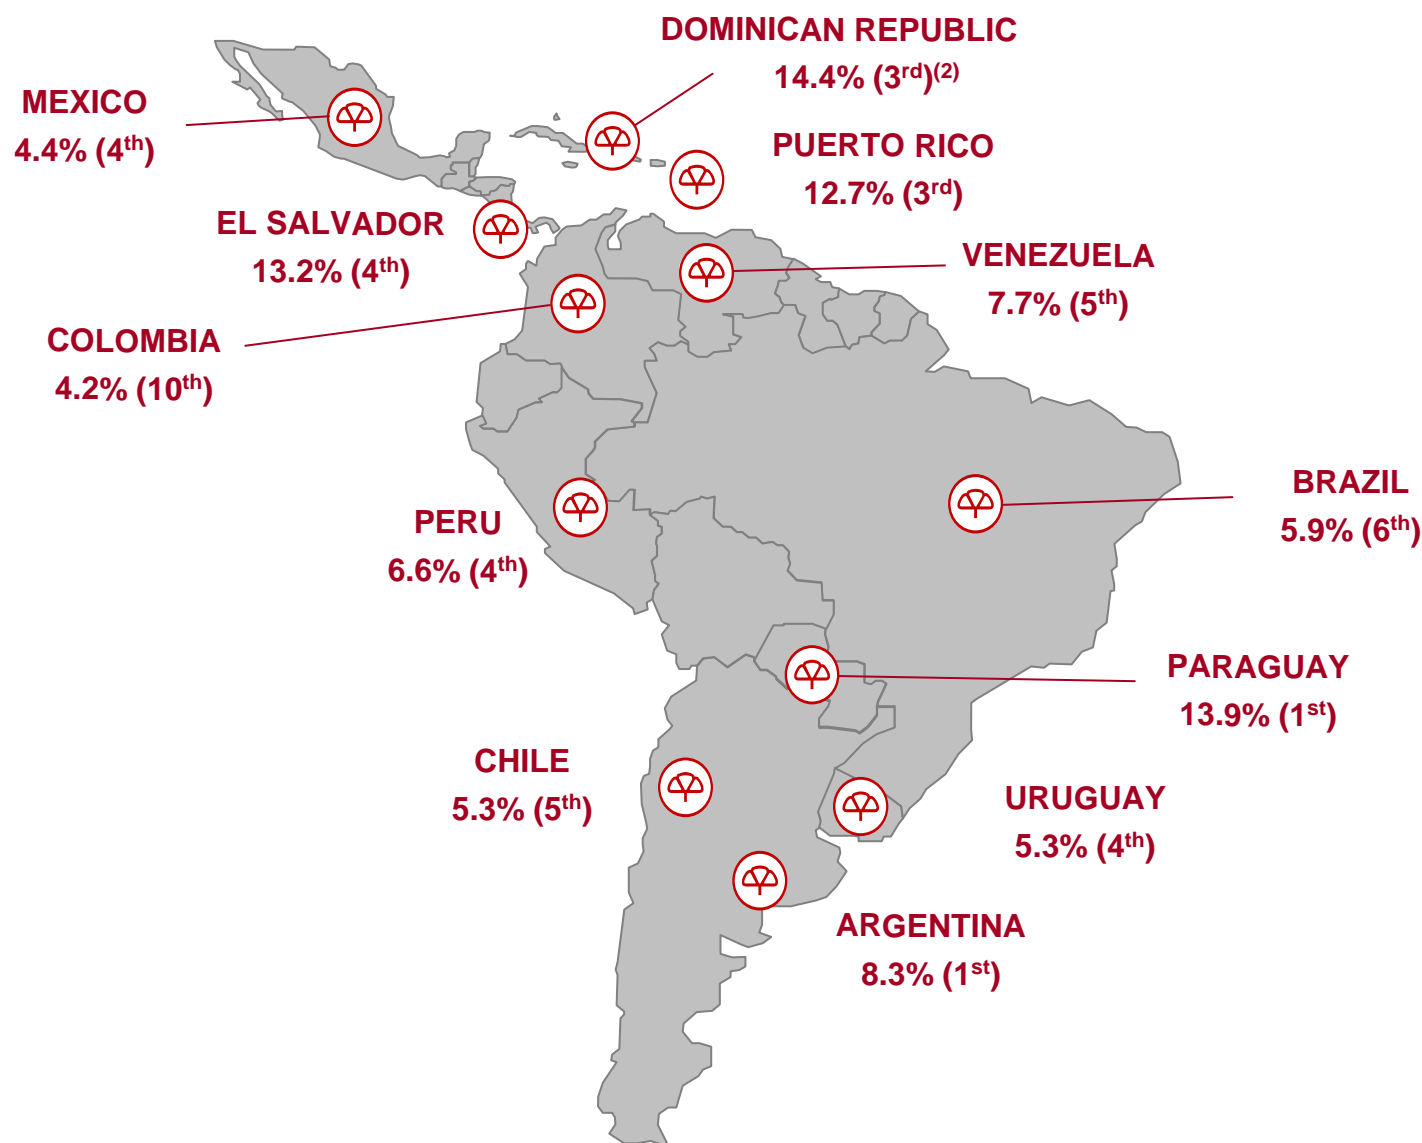 DOMINICAN REPUBLIC
14.4% (3rd)(2)
MEXICO
4.4% (4th)
PUERTO RICO
12.7% (3rd)
EL SALVADOR
13.2% (4th)
VENEZUELA
7.7% (5th)
COLOMBIA
4.2% (10th)
BRAZIL
5.9% (6th)
PERU
6.6% (4th)
PARAGUAY
13.9% (1st)
CHILE
5.3% (5th)
URUGUAY
5.3% (4th)
ARGENTINA
8.3% (1st)